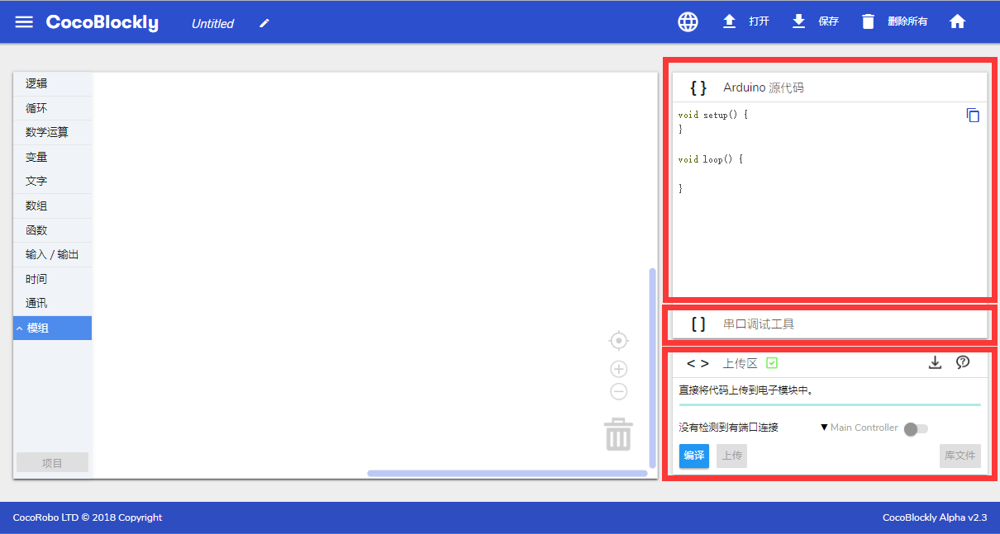 CocoBlockly Untitled 打开 保存 删除所有
逻辑
循环
数学运算
变量
文字
数组
函数
输入 / 输出
时间
通讯
模组
项目
{ } Arduino 源代码
void setup() {
}
void loop() {
}
[ ] 串口调试工具
< > 上传区
直接将代码上传到电子模块中。
没有检测到有端口连接 ▼ Main Controller
编译 上传 库文件
CocoRobo LTD © 2018 Copyright CocoBlockly Alpha v2.3